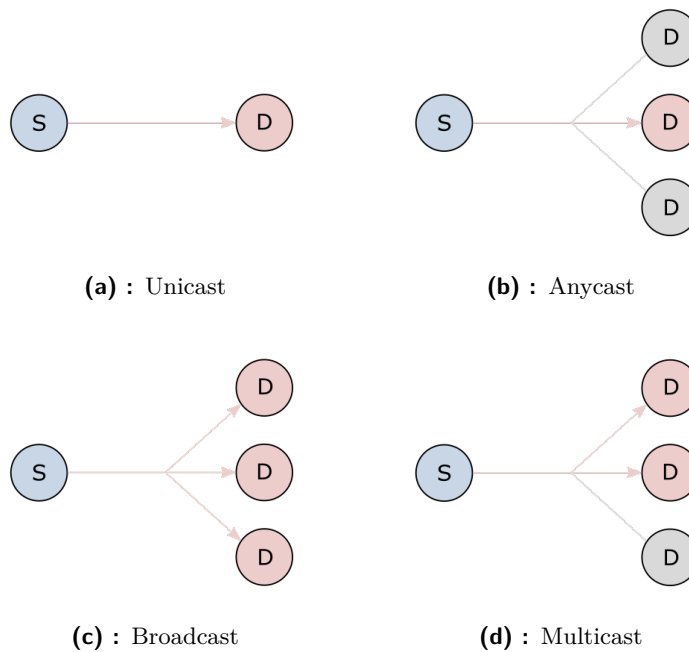 D
S D S D
D
(a) : Unicast (b) : Anycast
D D
S D S D
D D
(c) : Broadcast (d) : Multicast